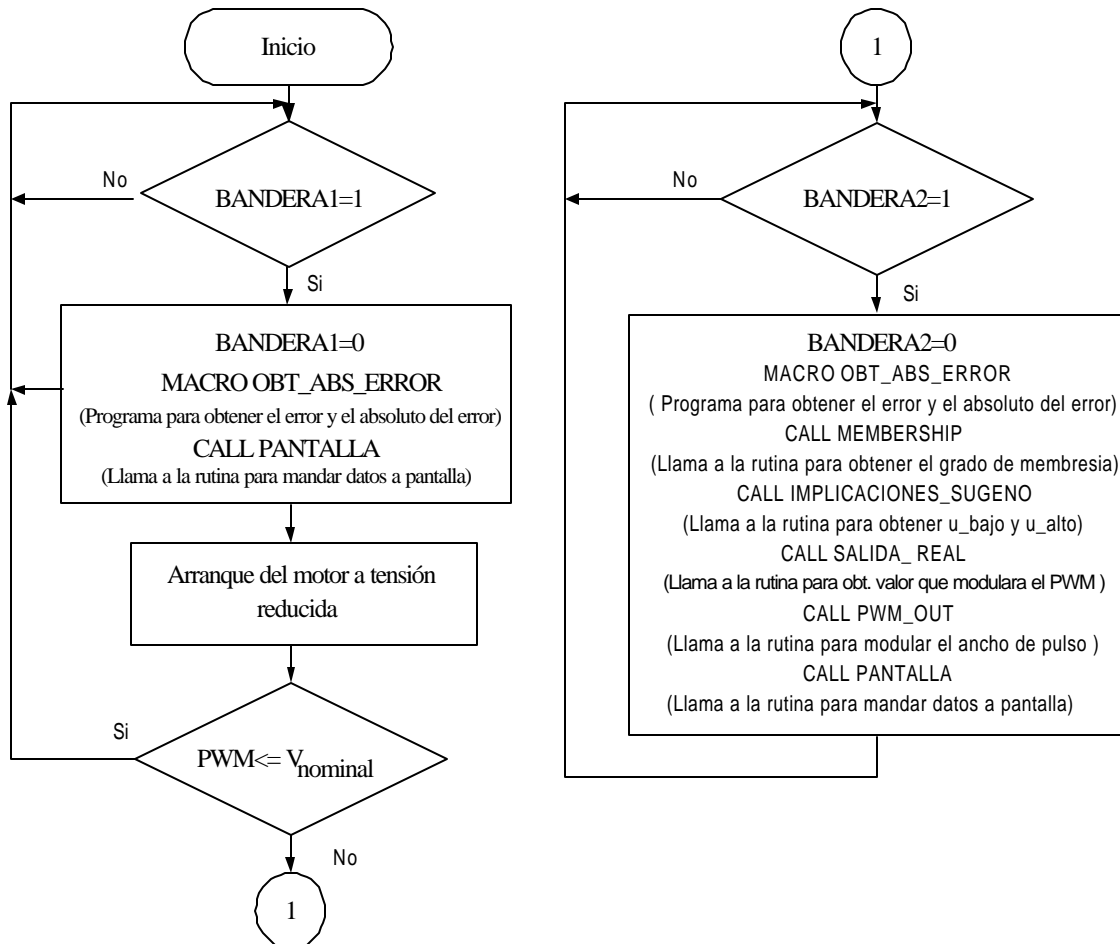 Inicio
No
BANDERA1=1
Si
BANDERA1=0
MACRO OBT_ABS_ERROR
(Programa para obtener el error y el absoluto del error)
CALL PANTALLA
(Llama a la rutina para mandar datos a pantalla)
Arranque del motor a tensión
reducida
Si
PWM<= Vnominal
No
1
1
No
BANDERA2=1
Si
BANDERA2=0
MACRO OBT_ABS_ERROR
( Programa para obtener el error y el absoluto del error)
CALL MEMBERSHIP
(Llama a la rutina para obtener el grado de membresia)
CALL IMPLICACIONES_SUGENO
(Llama a la rutina para obtener u_bajo y u_alto)
CALL SALIDA_ REAL
(Llama a la rutina para obt. valor que modulara el PWM )
CALL PWM_OUT
(Llama a la rutina para modular el ancho de pulso )
CALL PANTALLA
(Llama a la rutina para mandar datos a pantalla)